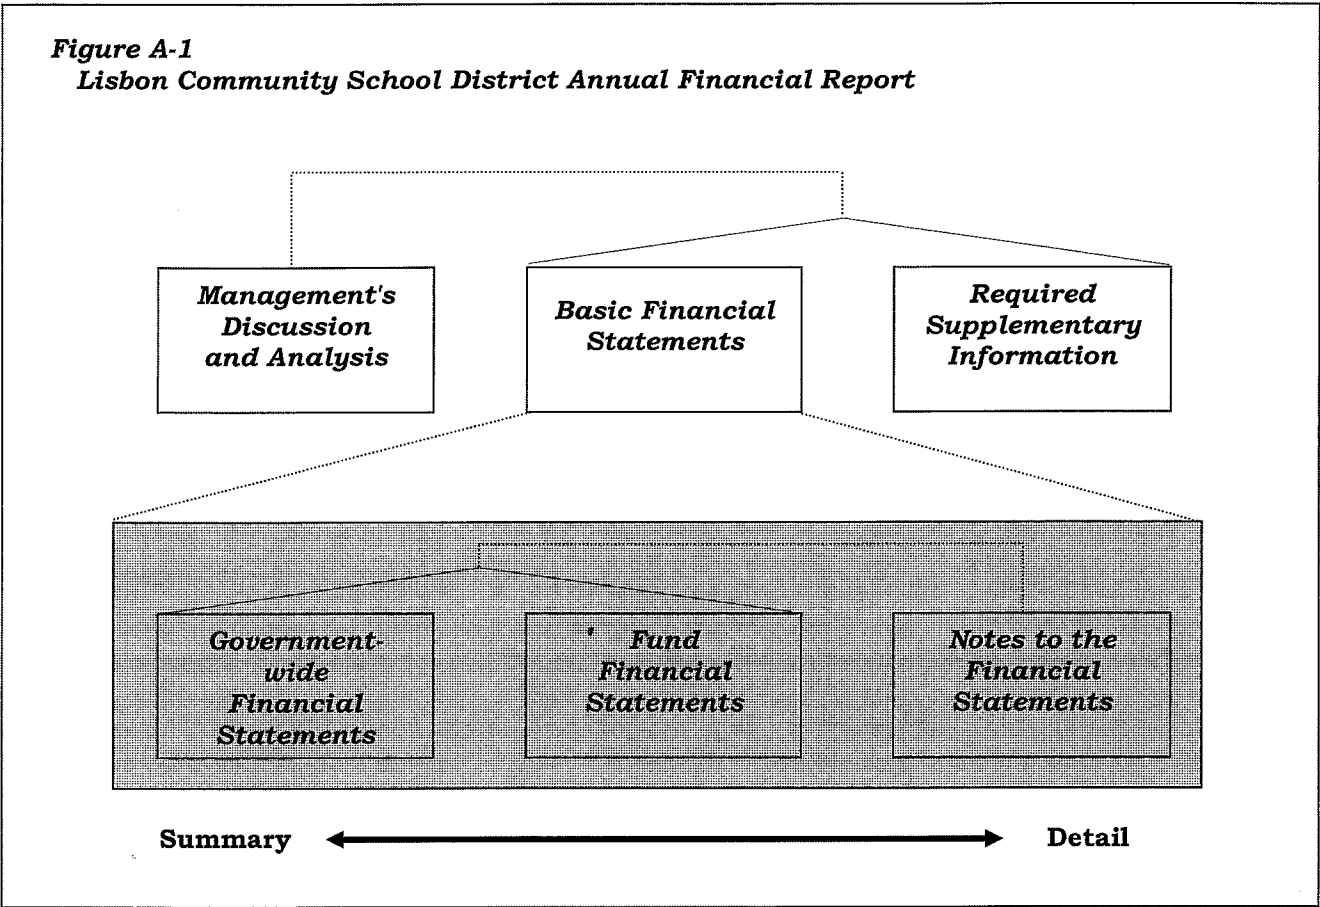 Figure A-1
Lisbon Community School District Annual Financial Report
Management's
Discussion
and Analysis
Basic Financial
Statements
Required
Supplementary
Information
Government-
wide
Financial
Statements
Fund
Financial
Statements
Notes to the
Financial
Statements
Summary
Detail